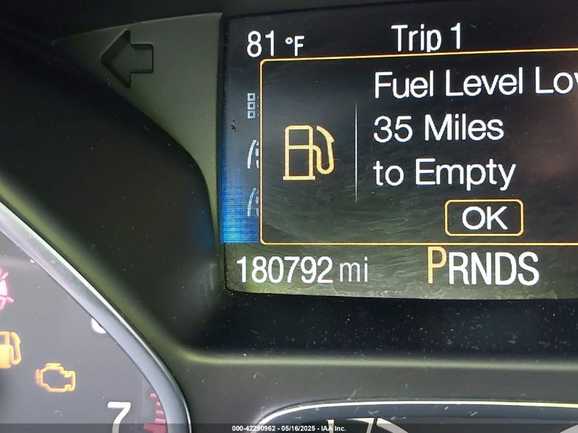 81 °F
Trip 1
Fuel Level Lo
35 Miles
to Empty
OK
180792 mi
PRNDS
7
000-42290962 - 05/16/2025 - IAA Inc.